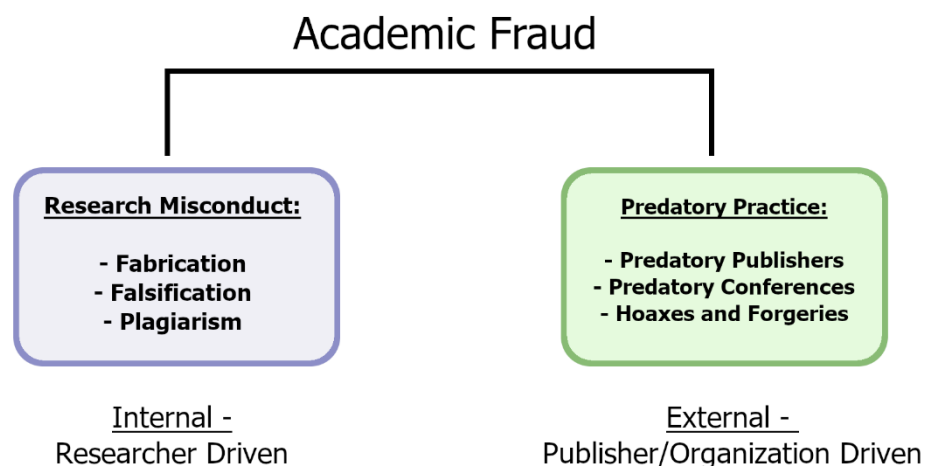 Academic Fraud
Research Misconduct:
- Fabrication
- Falsification
- Plagiarism
Internal -
Researcher Driven
Predatory Practice:
- Predatory Publishers
- Predatory Conferences
- Hoaxes and Forgeries
External -
Publisher/Organization Driven